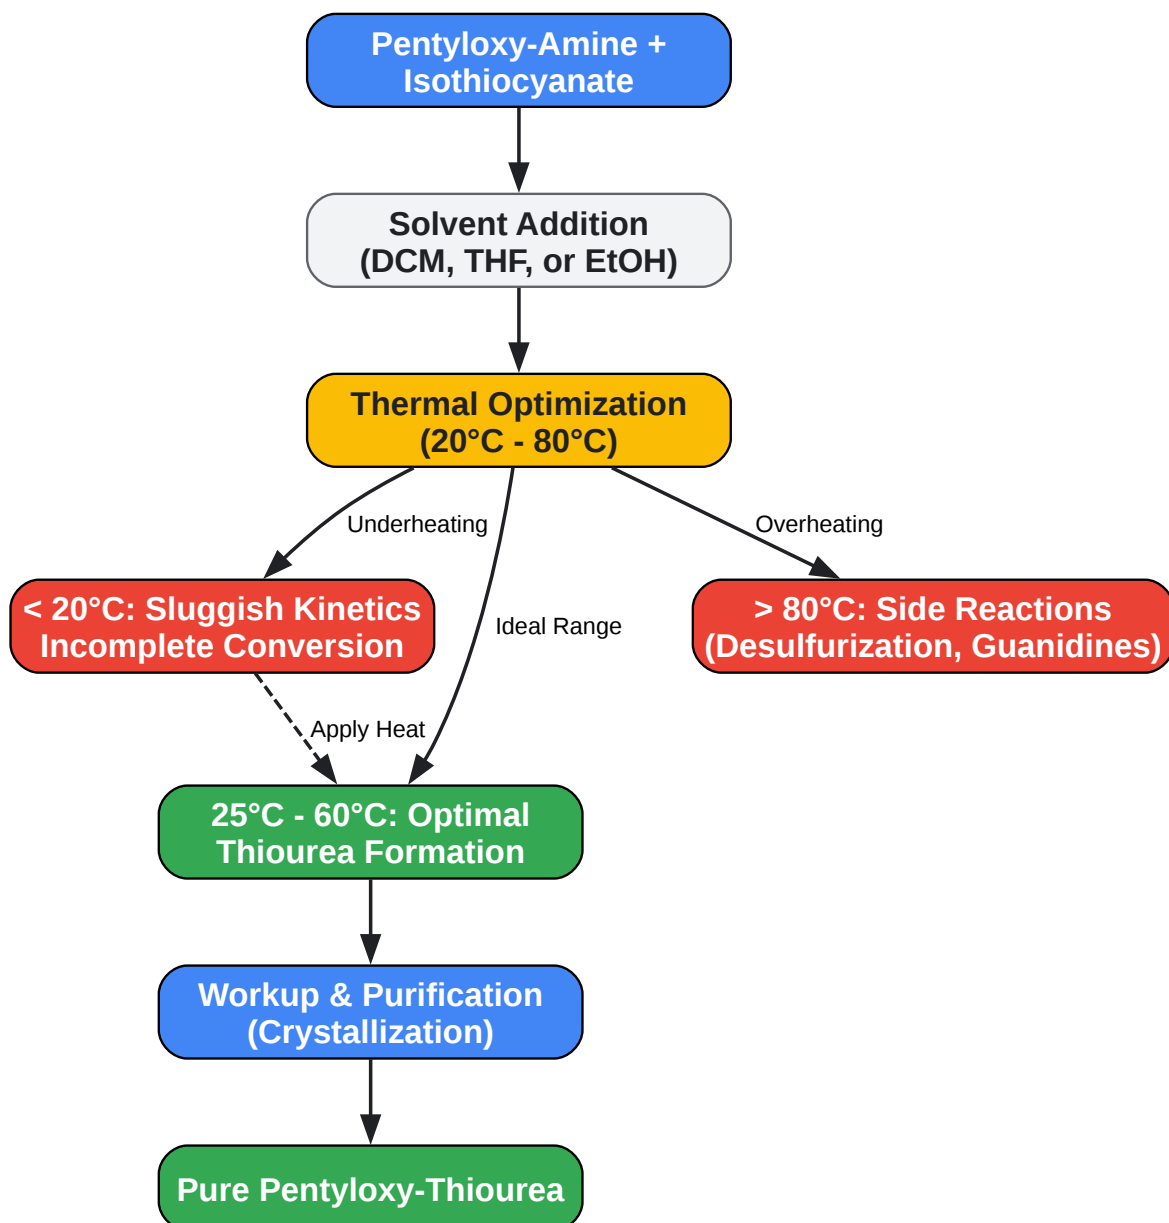 Pentyloxy-Amine +
Isothiocyanate
Solvent Addition
(DCM, THF, or EtOH)
Thermal Optimization
(20°C - 80°C)
Underheating
Overheating
< 20°C: Sluggish Kinetics
Incomplete Conversion
Ideal Range
> 80°C: Side Reactions
(Desulfurization, Guanidines)
Apply Heat
25°C - 60°C: Optimal
Thiourea Formation
Workup & Purification
(Crystallization)
Pure Pentyloxy-Thiourea